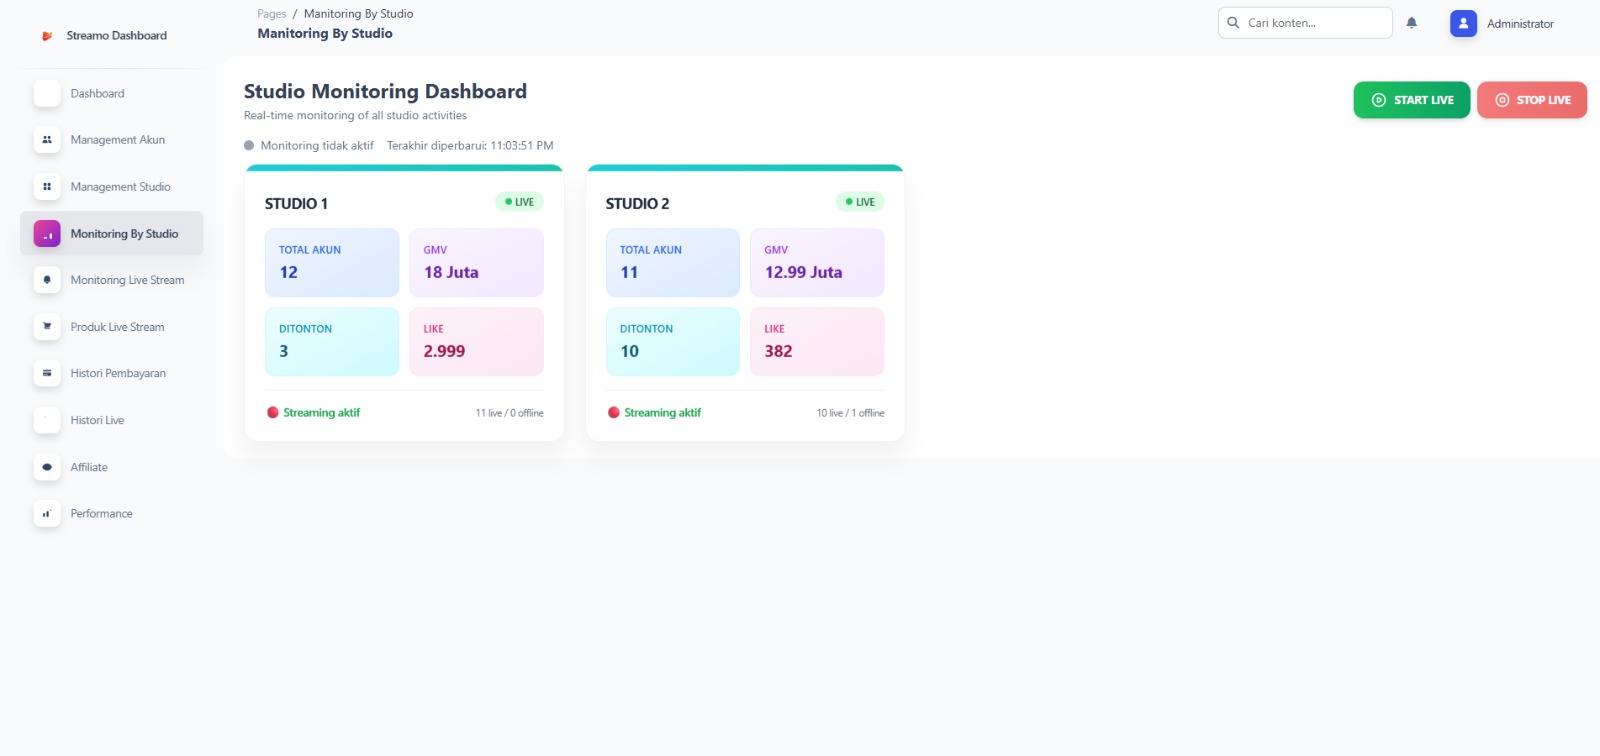 Streamo Dashboard
Dashboard
Management Akun
Management Studio
Monitoring By Studio
Monitoring Live Stream
Produk Live Stream
Histori Pembayaran
Histori Live
Affiliate
Performance
Pages / Monitoring By Studio
Manitoring By Studio
Cari konten...
Administrator
Studio Monitoring Dashboard
Real-time monitoring of all studio activities
START LIVE
STOP LIVE
Monitoring tidak aktif Terakhir diperbarui: 11:03:51 PM
STUDIO 1
LIVE
TOTAL AKUN
12
GMV
18 Juta
DITONTON
3
LIKE
2.999
Streaming aktif
11 live / 0 offline
STUDIO 2
LIVE
TOTAL AKUN
11
GMV
12.99 Juta
DITONTON
10
LIKE
382
Streaming aktif
10 live / 1 offline